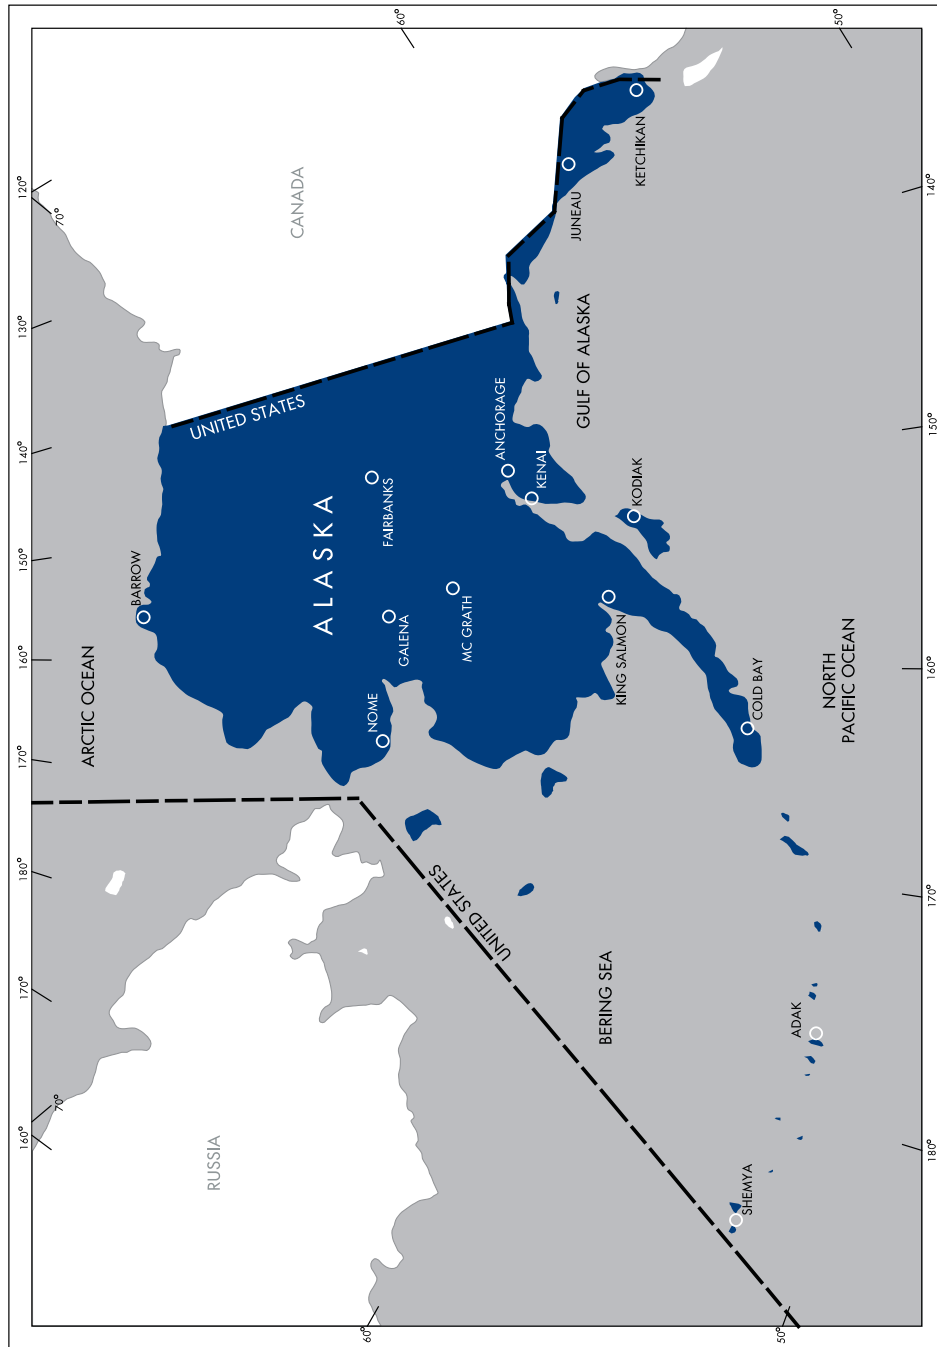 160°
170°
180°
170°
160°
150°
140°
130°
120°
70°
70°
ARCTIC OCEAN
BARROW
RUSSIA
UNITED STATES
CANADA
ALASKA
60°
NOME
GALENA
FAIRBANKS
60°
UNITED STATES
MC GRATH
ANCHORAGE
KENAI
JUNEAU
BERING SEA
GULF OF ALASKA
KING SALMON
KODIAK
KETCHIKAN
SHEMYA
COLD BAY
50°
ADAK
NORTH
PACIFIC OCEAN
50°
180°
170°
160°
150°
140°